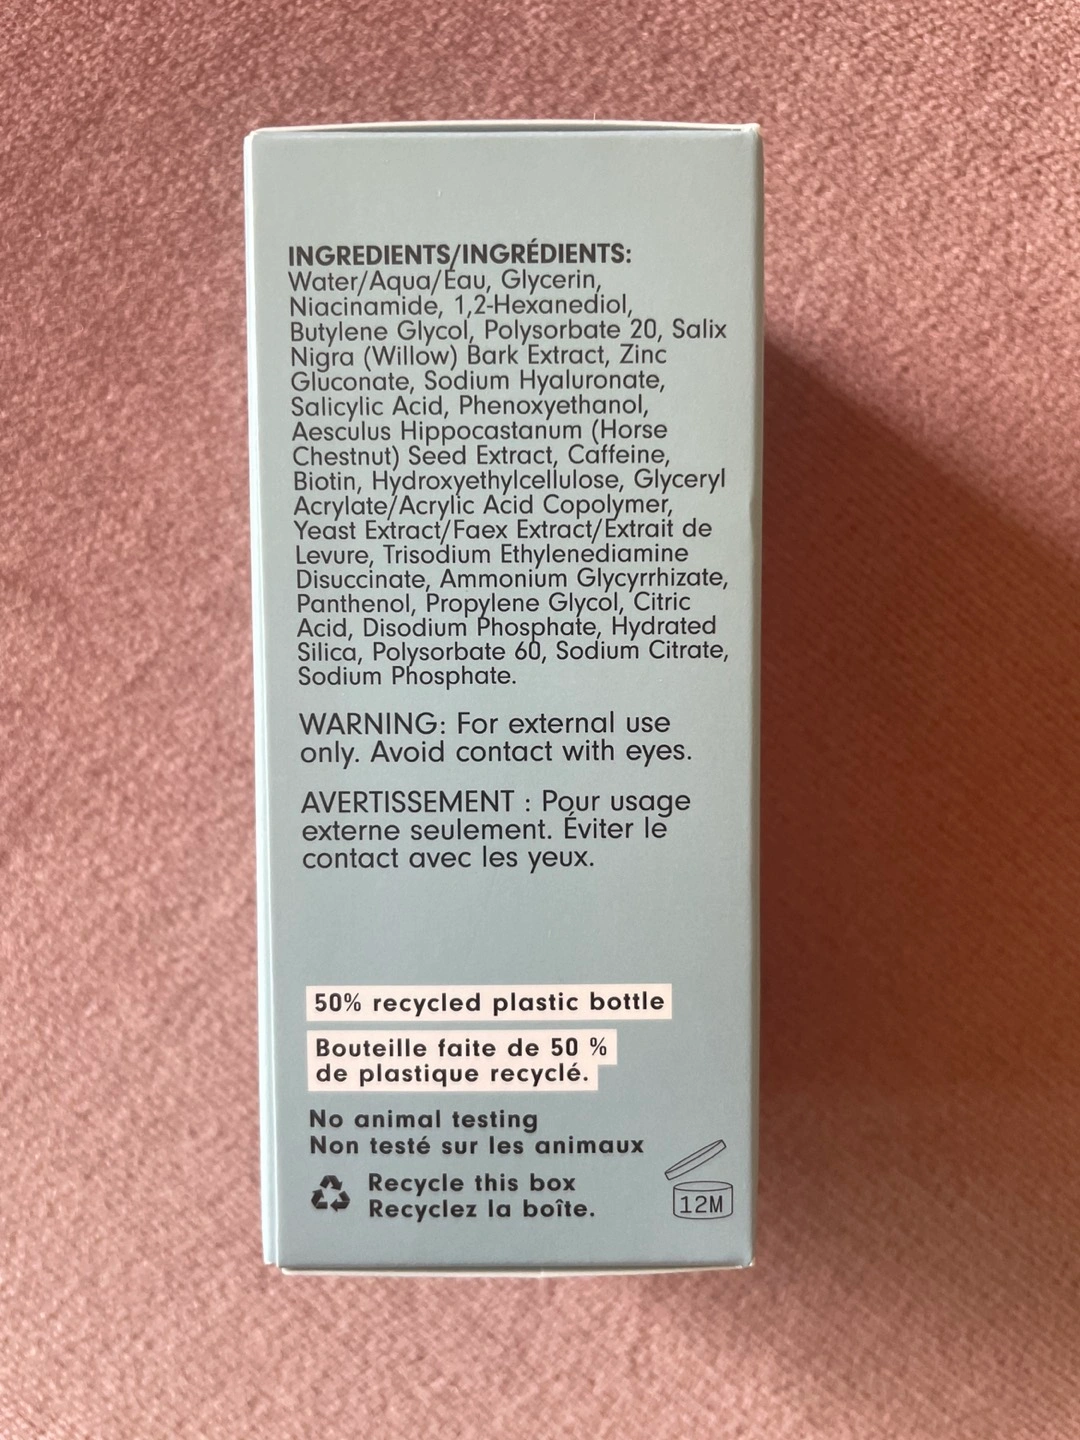 INGREDIENTS/INGRÉDIENTS:
Water/Aqua/Eau, Glycerin,
Niacinamide, 1,2-Hexanediol,
Butylene Glycol, Polysorbate 20, Salix
Nigra (Willow) Bark Extract, Zinc
Gluconate, Sodium Hyaluronate,
Salicylic Acid, Phenoxyethanol,
Aesculus Hippocastanum (Horse
Chestnut) Seed Extract, Caffeine,
Biotin, Hydroxyethylcellulose, Glyceryl
Acrylate/Acrylic Acid Copolymer,
Yeast Extract/Faex Extract/Extrait de
Levure, Trisodium Ethylenediamine
Disuccinate, Ammonium Glycyrrhizate,
Panthenol, Propylene Glycol, Citric
Acid, Disodium Phosphate, Hydrated
Silica, Polysorbate 60, Sodium Citrate,
Sodium Phosphate.
WARNING: For external use
only. Avoid contact with eyes.
AVERTISSEMENT : Pour usage
externe seulement. Éviter le
contact avec les yeux.
50% recycled plastic bottle
Bouteille faite de 50 %
de plastique recyclé.
No animal testing
Non testé sur les animaux
Recycle this box
Recyclez la boîte.
12M